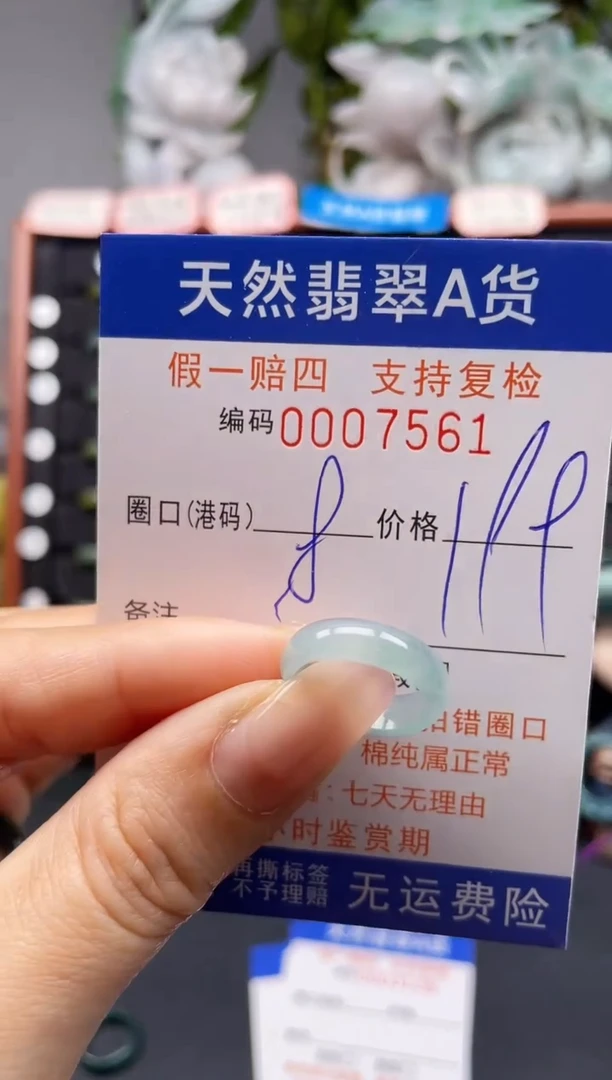 天然翡翠A货
假一赔四 支持复检
编码0007561
圈口(港码) 8 价格
备注
错圈口
棉纯属正常
:七天无理由
小时鉴赏期
再撕标签
不予理赔
无运费险